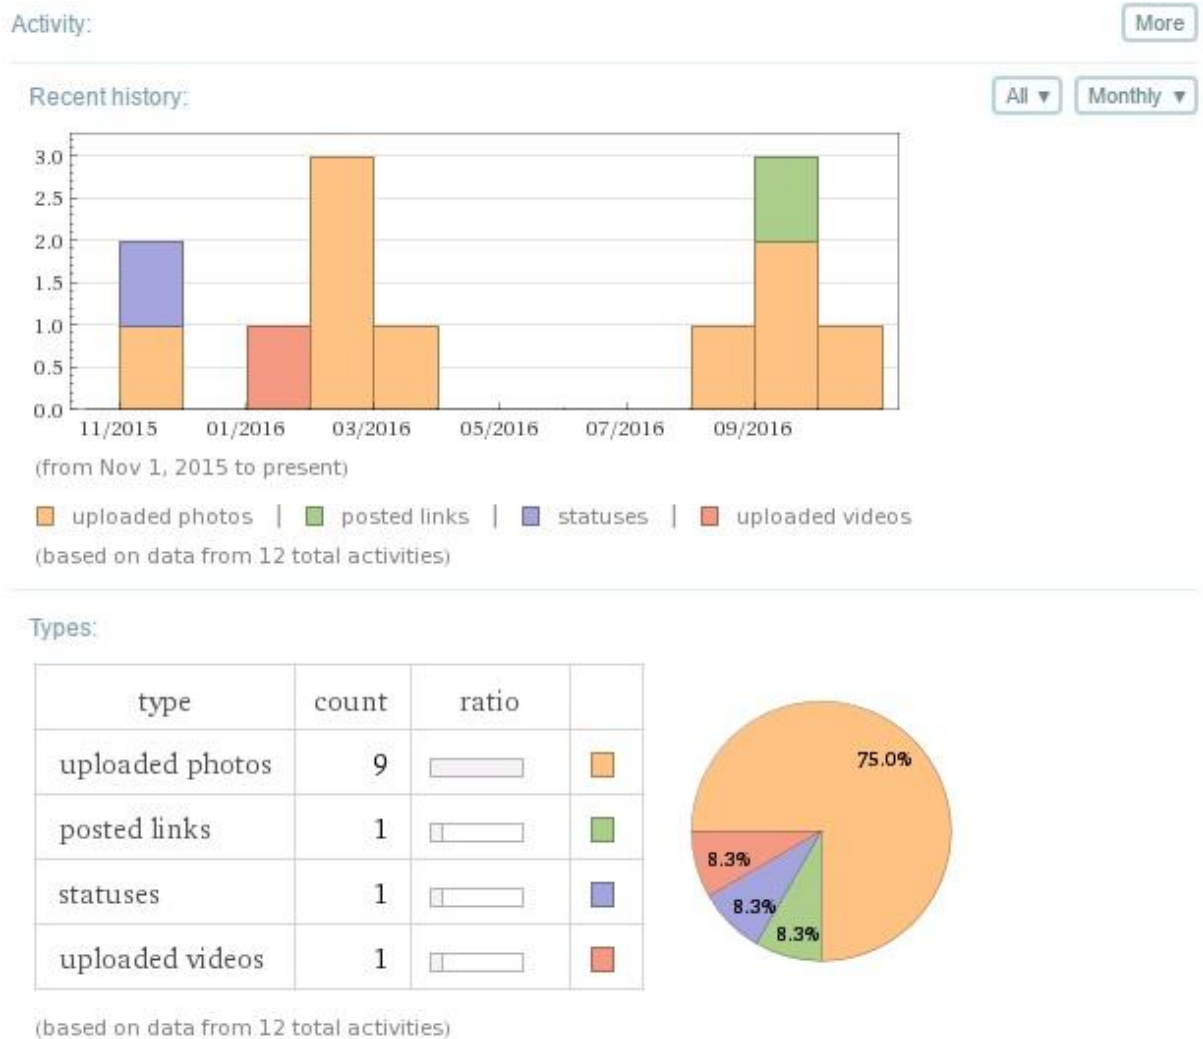 Activity:
More
Recent history:
All ▼
Monthly ▼
3.0
2.5
2.0
1.5
1.0
0.5
0.0
11/2015 01/2016 03/2016 05/2016 07/2016 09/2016
(from Nov 1, 2015 to present)
uploaded photos | posted links | statuses | uploaded videos
(based on data from 12 total activities)
Types:
type count ratio
uploaded photos 9
posted links 1
statuses 1
uploaded videos 1
75.0%
8.3%
8.3%
8.3%
(based on data from 12 total activities)